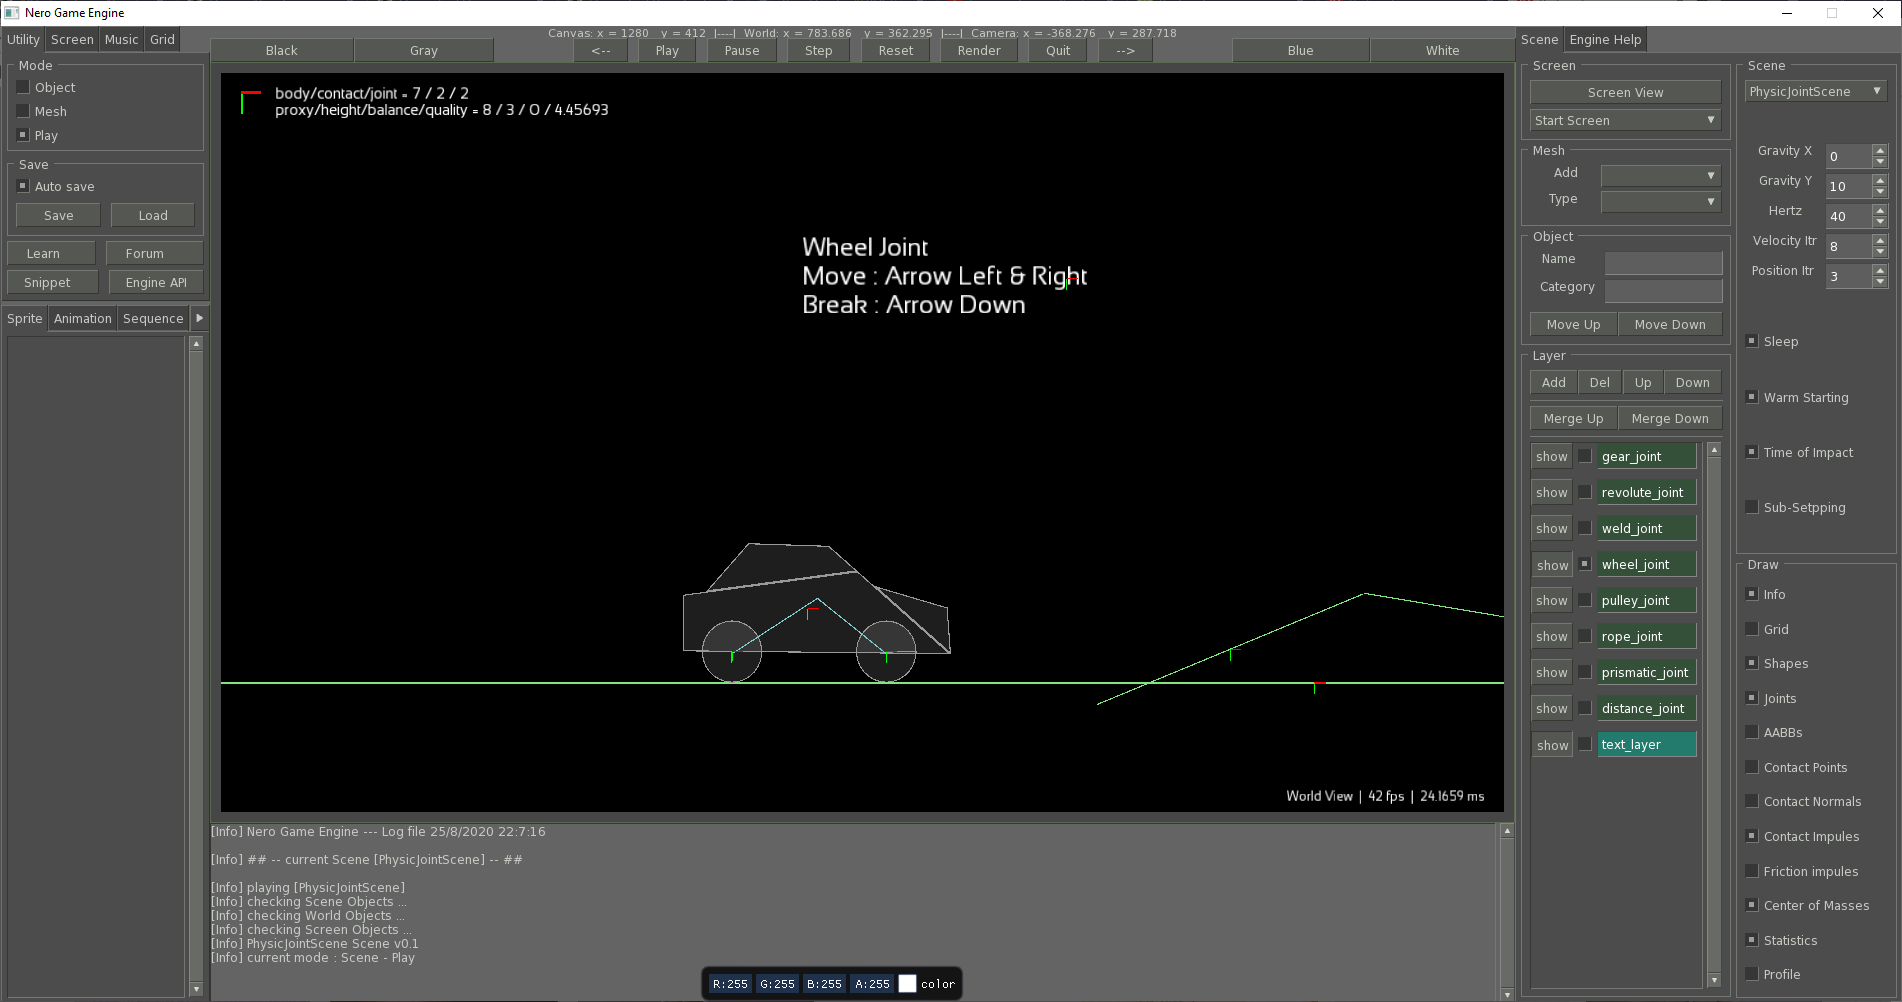 Nero Game Engine
Utility Screen Music Grid
Canvas: x = 1280 y = 412 |----| World: x = 783.686 y = 362.295 |----| Camera: x = -368.276 y = 287.718
Black Gray <-- Play Pause Step Reset Render Quit --> Blue White
Mode
Object
Mesh
Play
Save
Auto save
Save Load
Learn Forum
Snippet Engine API
Sprite Animation Sequence
body/contact/joint = 7 / 2 / 2
proxy/height/balance/quality = 8 / 3 / 0 / 4.45693
Wheel Joint
Move : Arrow Left & Right
Break : Arrow Down
World View | 42 fps | 24.1659 ms
[Info] Nero Game Engine --- Log file 25/8/2020 22:7:16
[Info] ## -- current Scene [PhysicJointScene] -- ##
[Info] playing [PhysicJointScene]
[Info] checking Scene Objects ...
[Info] checking World Objects ...
[Info] checking Screen Objects ...
[Info] PhysicJointScene Scene v0.1
[Info] current mode : Scene - Play
R:255 G:255 B:255 A:255 color
Scene Engine Help
Screen
Screen View
Start Screen
Mesh
Add
Type
Object
Name
Category
Move Up Move Down
Layer
Add Del Up Down
Merge Up Merge Down
show gear_joint
show revolute_joint
show weld_joint
show wheel_joint
show pulley_joint
show rope_joint
show prismatic_joint
show distance_joint
show text_layer
Scene
PhysicJointScene
Gravity X 0
Gravity Y 10
Hertz 40
Velocity Itr 8
Position Itr 3
Sleep
Warm Starting
Time of Impact
Sub-Setpping
Draw
Info
Grid
Shapes
Joints
AABBs
Contact Points
Contact Normals
Contact Impules
Friction impules
Center of Masses
Statistics
Profile